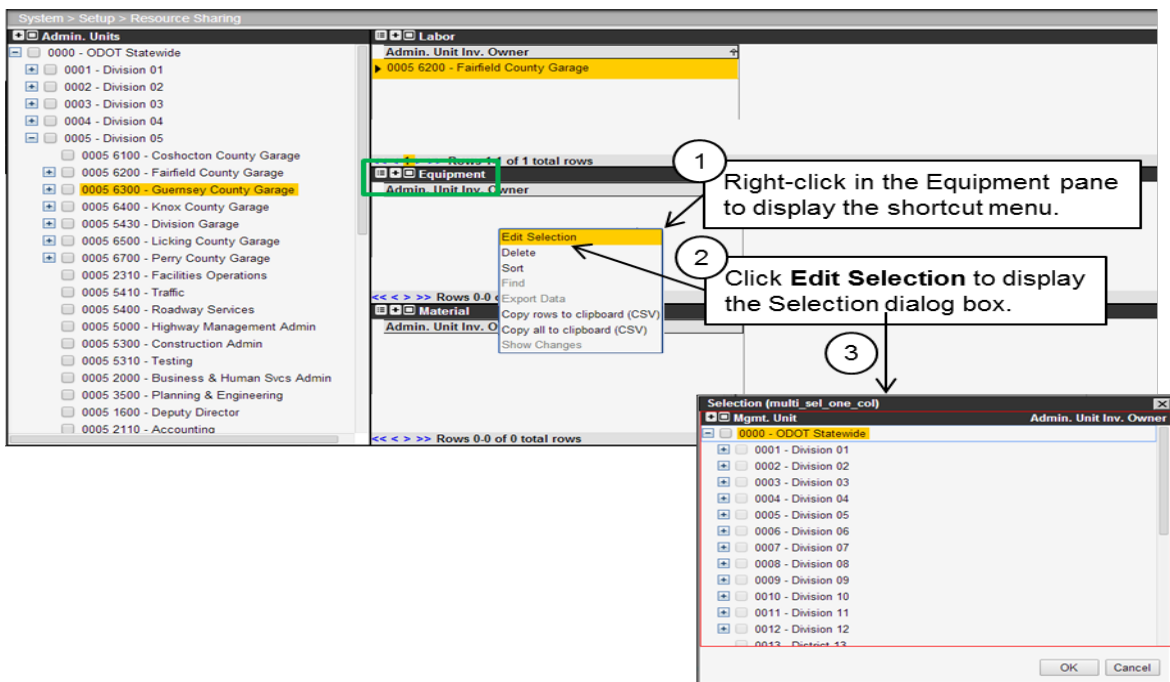 System > Setup > Resource Sharing
Admin. Units
0000 - ODOT Statewide
0001 - Division 01
0002 - Division 02
0003 - Division 03
0004 - Division 04
0005 - Division 05
0005 6100 - Coshocton County Garage
0005 6200 - Fairfield County Garage
0005 6300 - Guernsey County Garage
0005 6400 - Knox County Garage
0005 5430 - Division Garage
0005 6500 - Licking County Garage
0005 6700 - Perry County Garage
0005 2310 - Facilities Operations
0005 5410 - Traffic
0005 5400 - Roadway Services
0005 5000 - Highway Management Admin
0005 5300 - Construction Admin
0005 5310 - Testing
0005 2000 - Business & Human Svcs Admin
0005 3500 - Planning & Engineering
0005 1600 - Deputy Director
0005 2110 - Accounting
Labor
Admin. Unit Inv. Owner
0005 6200 - Fairfield County Garage
<< < 1 > >> Rows 1-1 of 1 total rows
Equipment
Admin. Unit Inv. Owner
<< < > >> Rows 0-0
Material
Admin. Unit Inv. O
<< < > >> Rows 0-0 of 0 total rows
Edit Selection
Delete
Sort
Find
Export Data
Copy rows to clipboard (CSV)
Copy all to clipboard (CSV)
Show Changes
1
Right-click in the Equipment pane
to display the shortcut menu.
2
Click Edit Selection to display
the Selection dialog box.
3
Selection (multi_sel_one_col)
Mgmt. Unit Admin. Unit Inv. Owner
0000 - ODOT Statewide
0001 - Division 01
0002 - Division 02
0003 - Division 03
0004 - Division 04
0005 - Division 05
0006 - Division 06
0007 - Division 07
0008 - Division 08
0009 - Division 09
0010 - Division 10
0011 - Division 11
0012 - Division 12
0013 - District 13
OK Cancel